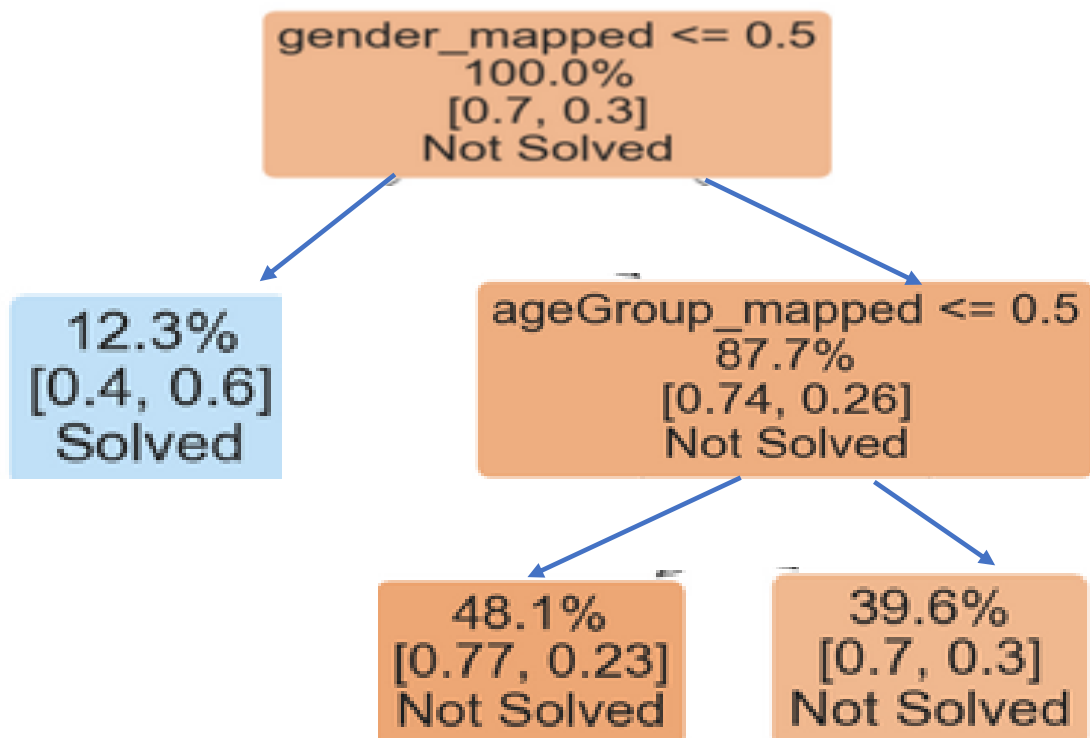 gender_mapped <= 0.5
100.0%
[0.7, 0.3]
Not Solved
12.3%
[0.4, 0.6]
Solved
ageGroup_mapped <= 0.5
87.7%
[0.74, 0.26]
Not Solved
48.1%
[0.77, 0.23]
Not Solved
39.6%
[0.7, 0.3]
Not Solved